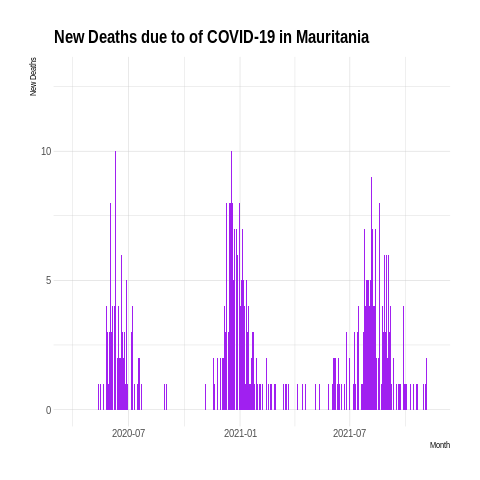 New Deaths due to of COVID-19 in Mauritania
New Deaths
10
5
0
2020-07 2021-01 2021-07
Month